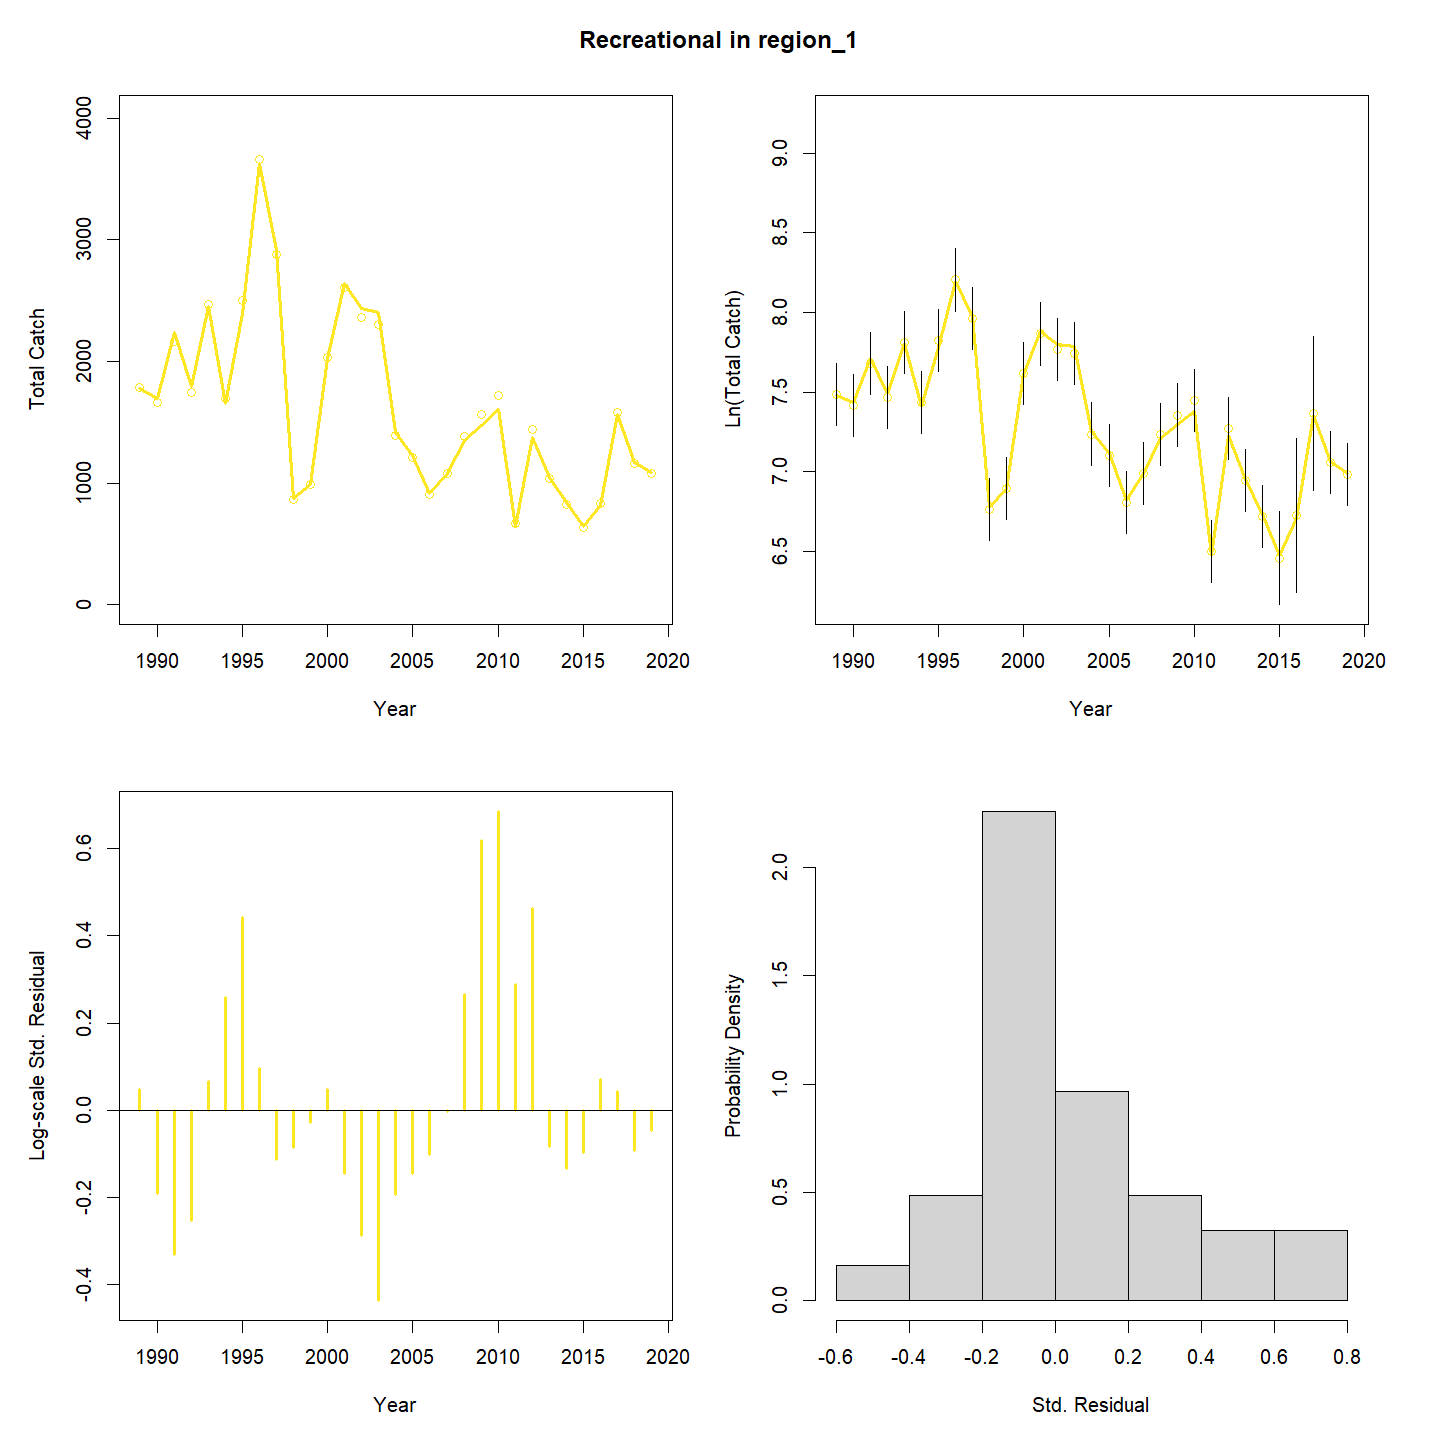 Recreational in region_1
Total Catch
4000
3000
2000
1000
0
1990 1995 2000 2005 2010 2015 2020
Year
Ln(Total Catch)
9.0
8.5
8.0
7.5
7.0
6.5
1990 1995 2000 2005 2010 2015 2020
Year
Log-scale Std. Residual
0.6
0.4
0.2
0.0
-0.2
-0.4
1990 1995 2000 2005 2010 2015 2020
Year
Probability Density
2.0
1.5
1.0
0.5
0.0
-0.6 -0.4 -0.2 0.0 0.2 0.4 0.6 0.8
Std. Residual